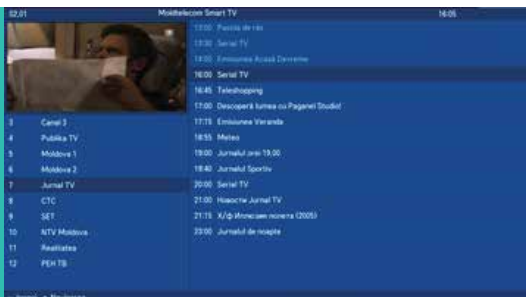 02,01 Moldtelecom Smart TV 16:05
13:00 Pastila de râs
13:30 Serial TV
14:00 Emisiunea Acasă Devreme
16:00 Serial TV
16:45 Teleshopping
17:00 Descoperă lumea cu Paganel Studio!
17:15 Emisiunea Veranda
18:55 Meteo
19:00 Jurnalul orei 19,00
19:40 Jurnalul Sportiv
20:00 Serial TV
21:00 Новости Jurnal TV
21:15 Х/ф Иллюзия полета (2005)
23:00 Jurnalul de noapte
3 Canal 3
4 Publika TV
5 Moldova 1
6 Moldova 2
7 Jurnal TV
8 СТС
9 SET
10 NTV Moldova
11 Realitatea
12 РЕН ТВ